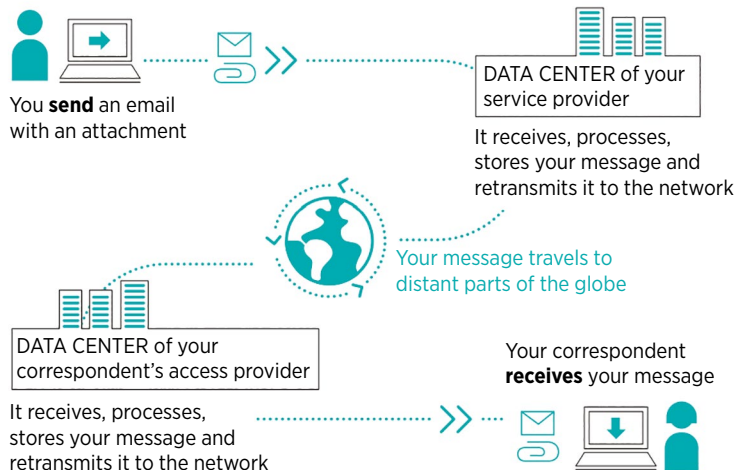 You send an email
with an attachment
DATA CENTER of your
service provider
It receives, processes,
stores your message and
retransmits it to the network
Your message travels to
distant parts of the globe
DATA CENTER of your
correspondent's access provider
It receives, processes,
stores your message and
retransmits it to the network
Your correspondent
receives your message